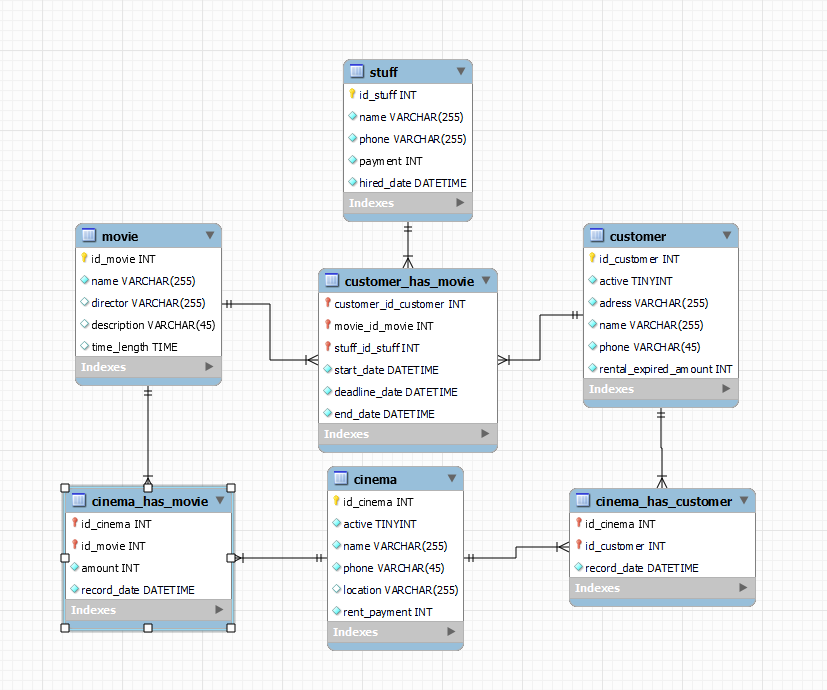 stuff
id_stuff INT
name VARCHAR(255)
phone VARCHAR(255)
payment INT
hired_date DATETIME
Indexes
movie
id_movie INT
name VARCHAR(255)
director VARCHAR(255)
description VARCHAR(45)
time_length TIME
Indexes
customer_has_movie
customer_id_customer INT
movie_id_movie INT
stuff_id_stuff INT
start_date DATETIME
deadline_date DATETIME
end_date DATETIME
Indexes
customer
id_customer INT
active TINYINT
adress VARCHAR(255)
name VARCHAR(255)
phone VARCHAR(45)
rental_expired_amount INT
Indexes
cinema_has_movie
id_cinema INT
id_movie INT
amount INT
record_date DATETIME
Indexes
cinema
id_cinema INT
active TINYINT
name VARCHAR(255)
phone VARCHAR(45)
location VARCHAR(255)
rent_payment INT
Indexes
cinema_has_customer
id_cinema INT
id_customer INT
record_date DATETIME
Indexes